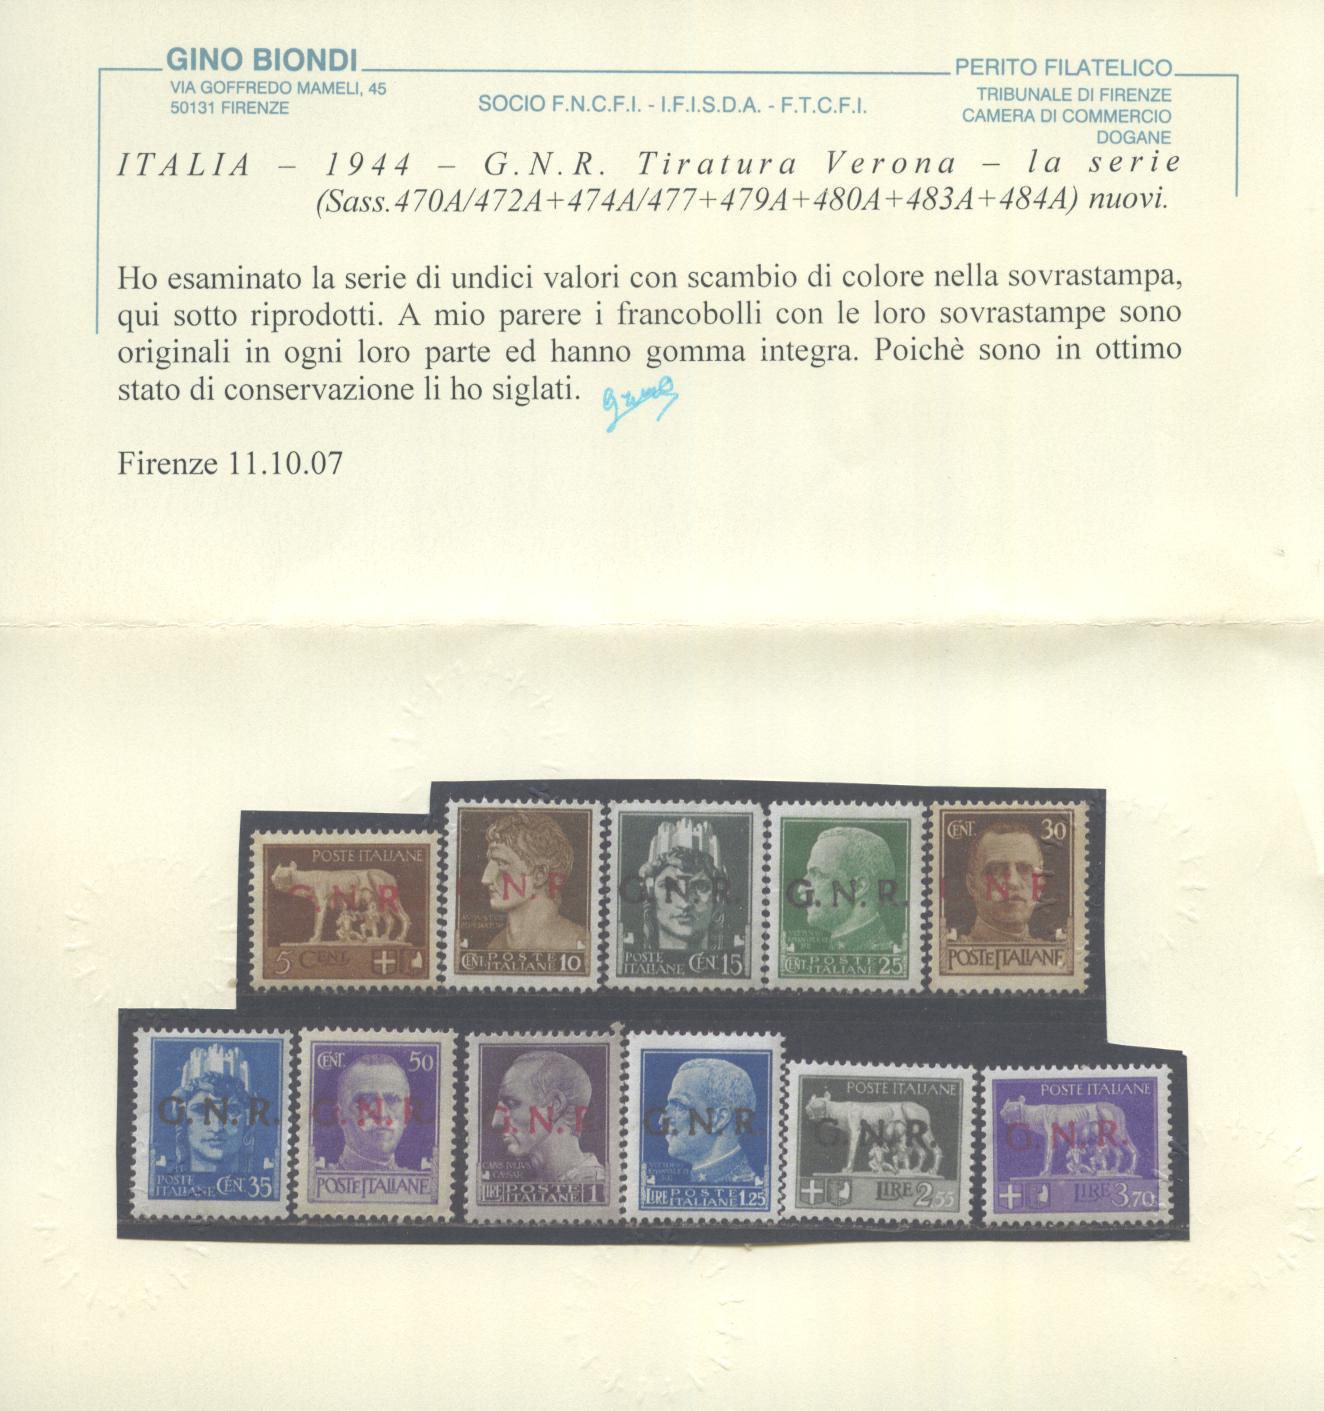 GINO BIONDI
VIA GOFFREDO MAMELI, 45
50131 FIRENZE
SOCIO F.N.C.F.I. - I.F.I.S.D.A. - F.T.C.F.I.
PERITO FILATELICO
TRIBUNALE DI FIRENZE
CAMERA DI COMMERCIO
DOGANE
ITALIA – 1944 – G.N.R. Tiratura Verona – la serie
(Sass.470A/472A+474A/477+479A+480A+483A+484A) nuovi.
Ho esaminato la serie di undici valori con scambio di colore nella sovrastampa,
qui sotto riprodotti. A mio parere i francobolli con le loro sovrastampe sono
originali in ogni loro parte ed hanno gomma integra. Poichè sono in ottimo
stato di conservazione li ho siglati.
Firenze 11.10.07
POSTE ITALIANE
G.N.R.
5 CENT.
N.
CENT. POSTE ITALIANE 10
G.N.R.
POSTE ITALIANE CENT. 15
G.N.R.
CENT. POSTE ITALIANE 25
CENT. 30
N.
POSTE ITALIANE
G.N.R.
POSTE ITALIANE CENT. 35
CENT. 50
G.N.R.
POSTE ITALIANE
N.
LIRE POSTE ITALIANE 1
G.N.R.
LIRE POSTE ITALIANE 1.25
POSTE ITALIANE
G.N.R.
LIRE 2,55
POSTE ITALIANE
G.N.R.
LIRE 3,70